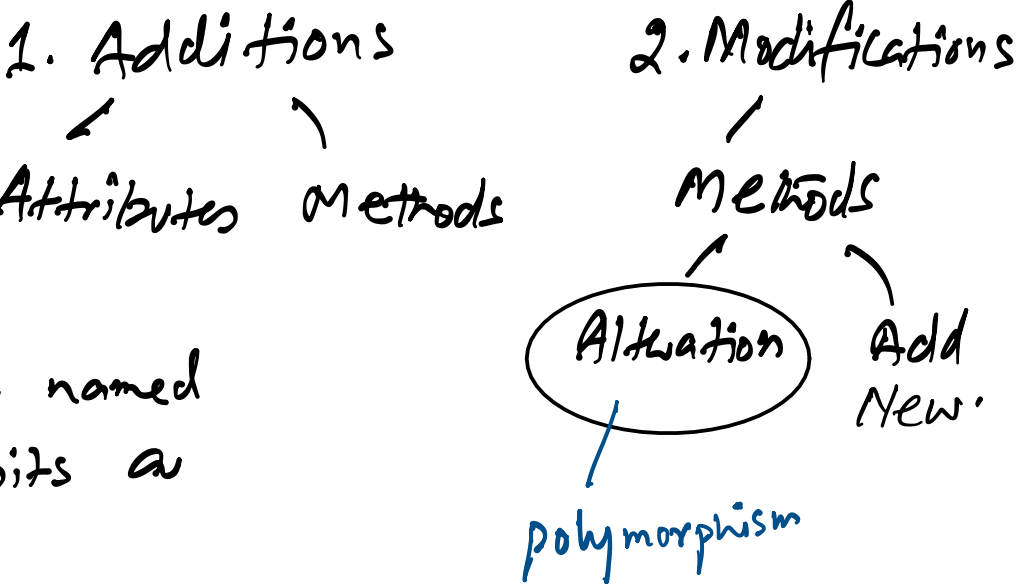 1. Additions 2. Modifications
Attributes Methods Methods
Alteration Add
New.
named
a
polymorphism